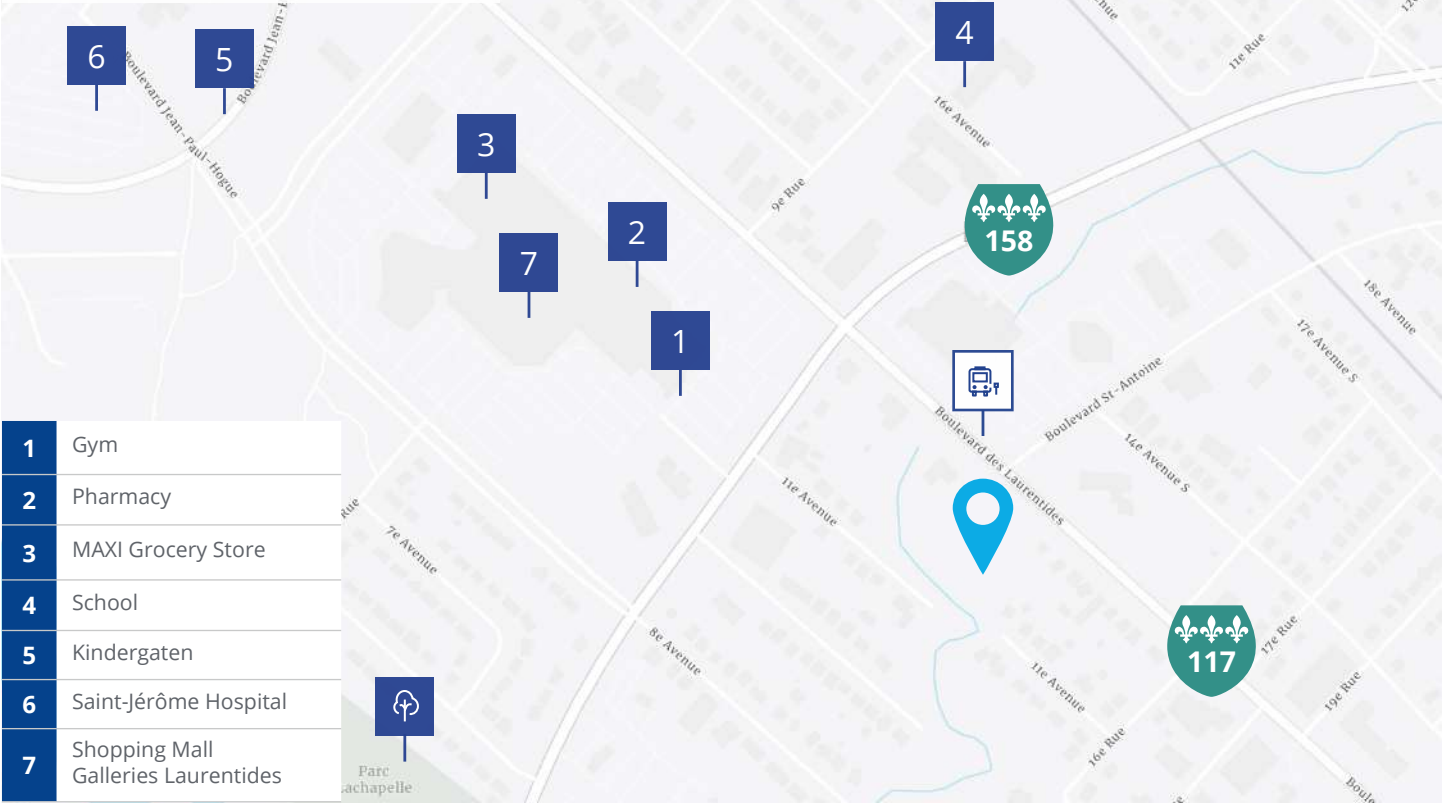 6
5
4
3
2
7
1
Boulevard Jean-Paul-Hogue
16e Avenue
11e Rue
9e Rue
158
18e Avenue
17e Avenue S
Boulevard St-Antoine
14e Avenue S
Boulevard des Laurentides
11e Avenue
7e Avenue
Rue
8e Avenue
11e Avenue
117
17e Rue
19e Rue
16e Rue
Parc
1 Gym
2 Pharmacy
3 MAXI Grocery Store
4 School
5 Kindergaten
6 Saint-Jérôme Hospital
7 Shopping Mall
Galleries Laurentides